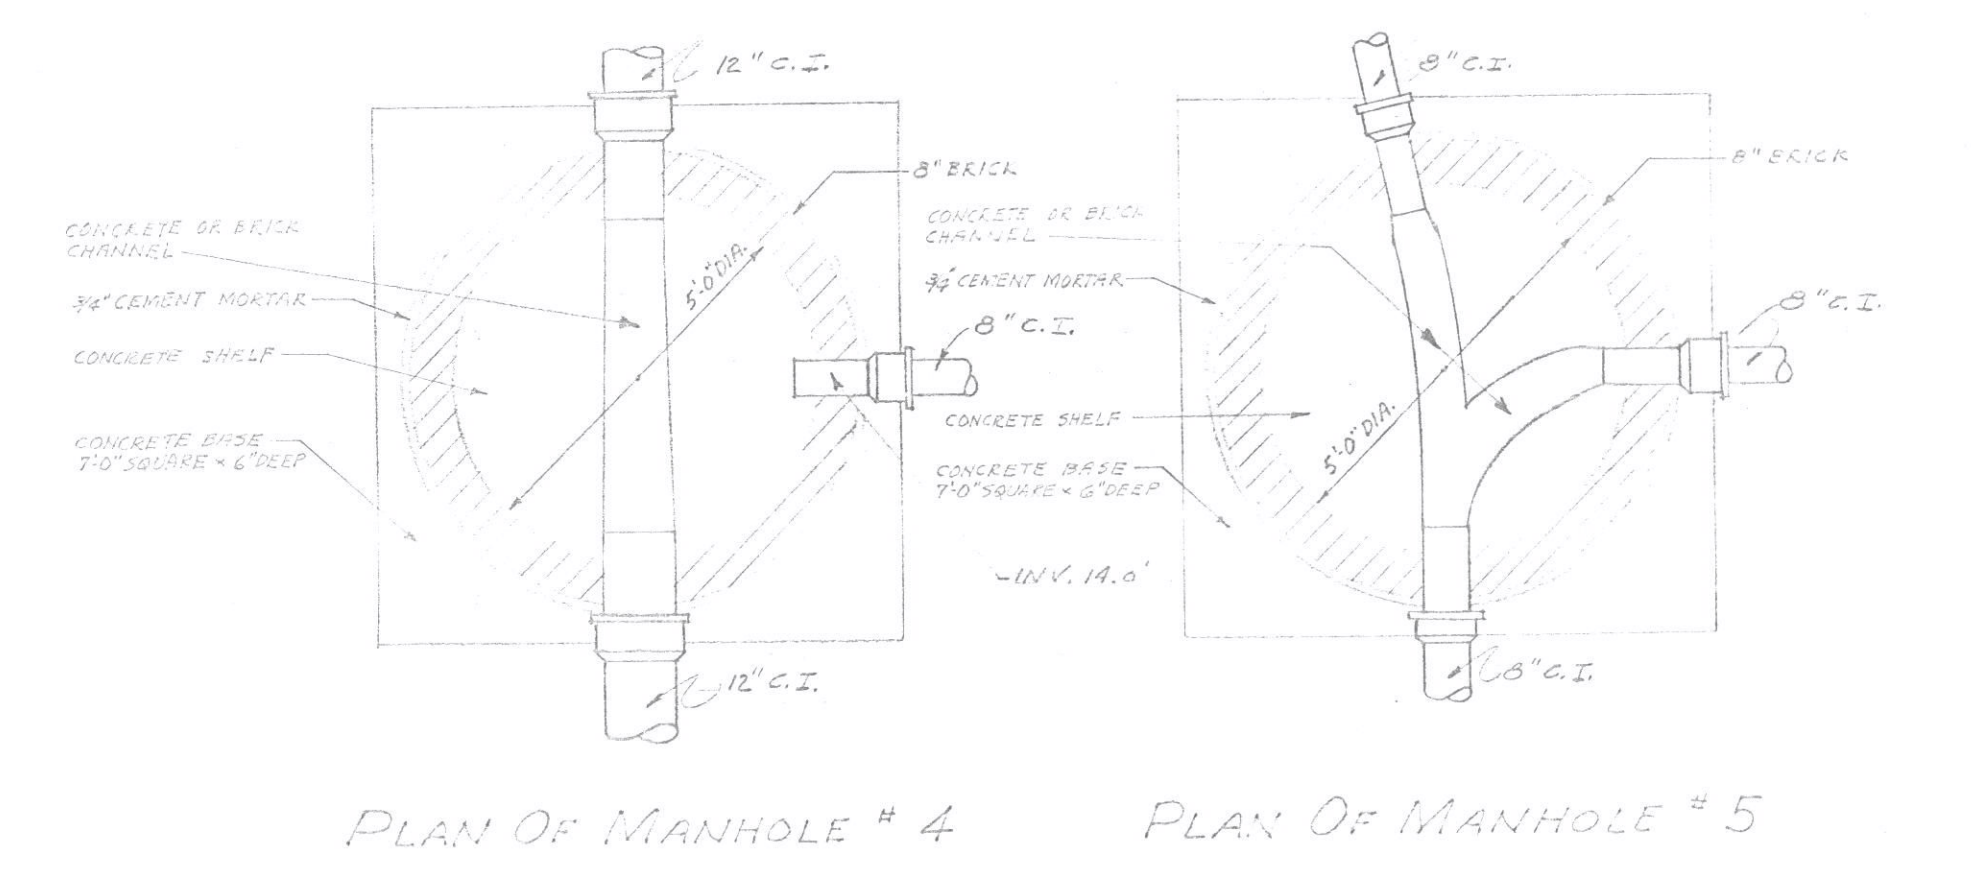 12" C.I.
8" BRICK
CONCRETE OR BRICK
CHANNEL
5'-0" DIA.
3/4" CEMENT MORTAR
8" C.I.
CONCRETE SHELF
CONCRETE BASE
7'-0" SQUARE x 6" DEEP
INV. 14.0'
12" C.I.
PLAN OF MANHOLE # 4
8" C.I.
8" BRICK
CONCRETE OR BRICK
CHANNEL
3/4" CEMENT MORTAR
8" C.I.
CONCRETE SHELF
5'-0" DIA.
CONCRETE BASE
7'-0" SQUARE x 6" DEEP
8" C.I.
PLAN OF MANHOLE # 5